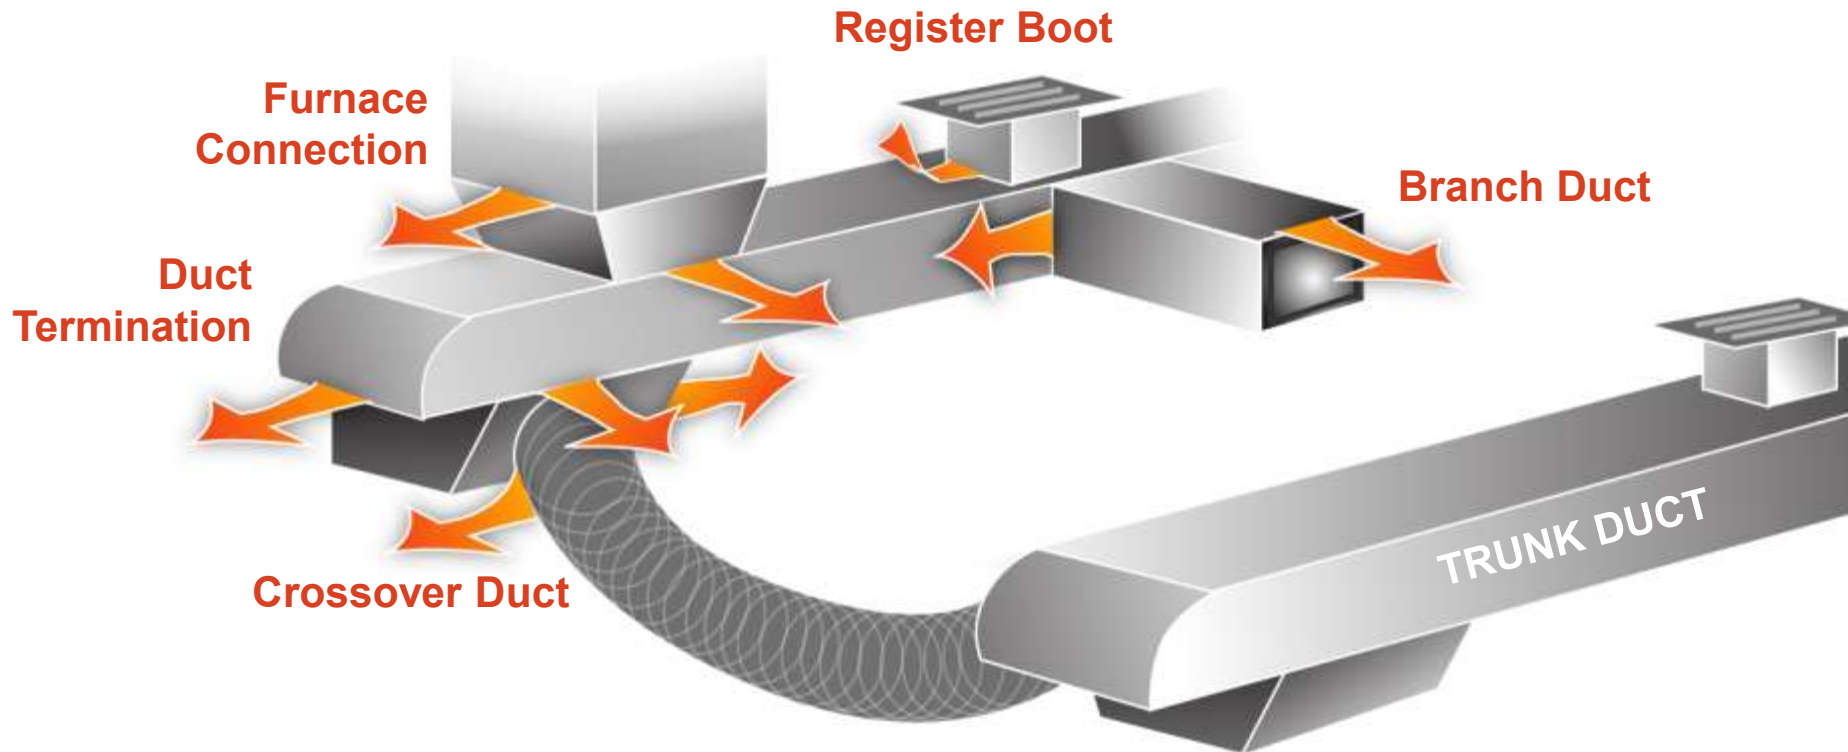 Register Boot
Furnace
Connection
Branch Duct
Duct
Termination
TRUNK DUCT
Crossover Duct